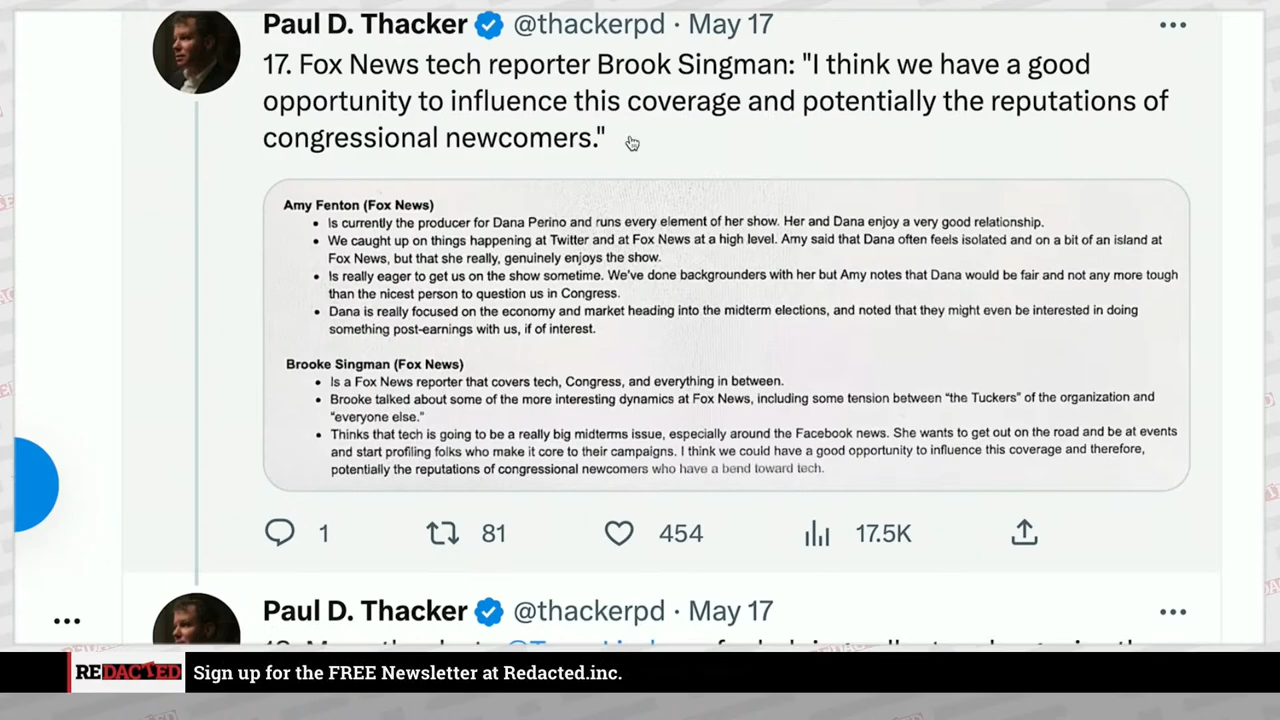 Paul D. Thacker @thackerpd · May 17 ...
17. Fox News tech reporter Brook Singman: "I think we have a good
opportunity to influence this coverage and potentially the reputations of
congressional newcomers."
Amy Fenton (Fox News)
• Is currently the producer for Dana Perino and runs every element of her show. Her and Dana enjoy a very good relationship.
• We caught up on things happening at Twitter and at Fox News at a high level. Amy said that Dana often feels isolated and on a bit of an island at
Fox News, but that she really, genuinely enjoys the show.
• Is really eager to get us on the show sometime. We've done backgrounders with her but Amy notes that Dana would be fair and not any more tough
than the nicest person to question us in Congress.
• Dana is really focused on the economy and market heading into the midterm elections, and noted that they might even be interested in doing
something post-earnings with us, if of interest.
Brooke Singman (Fox News)
• Is a Fox News reporter that covers tech, Congress, and everything in between.
• Brooke talked about some of the more interesting dynamics at Fox News, including some tension between "the Tuckers" of the organization and
"everyone else."
• Thinks that tech is going to be a really big midterms issue, especially around the Facebook news. She wants to get out on the road and be at events
and start profiling folks who make it core to their campaigns. I think we could have a good opportunity to influence this coverage and therefore,
potentially the reputations of congressional newcomers who have a bend toward tech.
1 81 454 17.5K
Paul D. Thacker @thackerpd · May 17 ...
...
REDACTED Sign up for the FREE Newsletter at Redacted.inc.